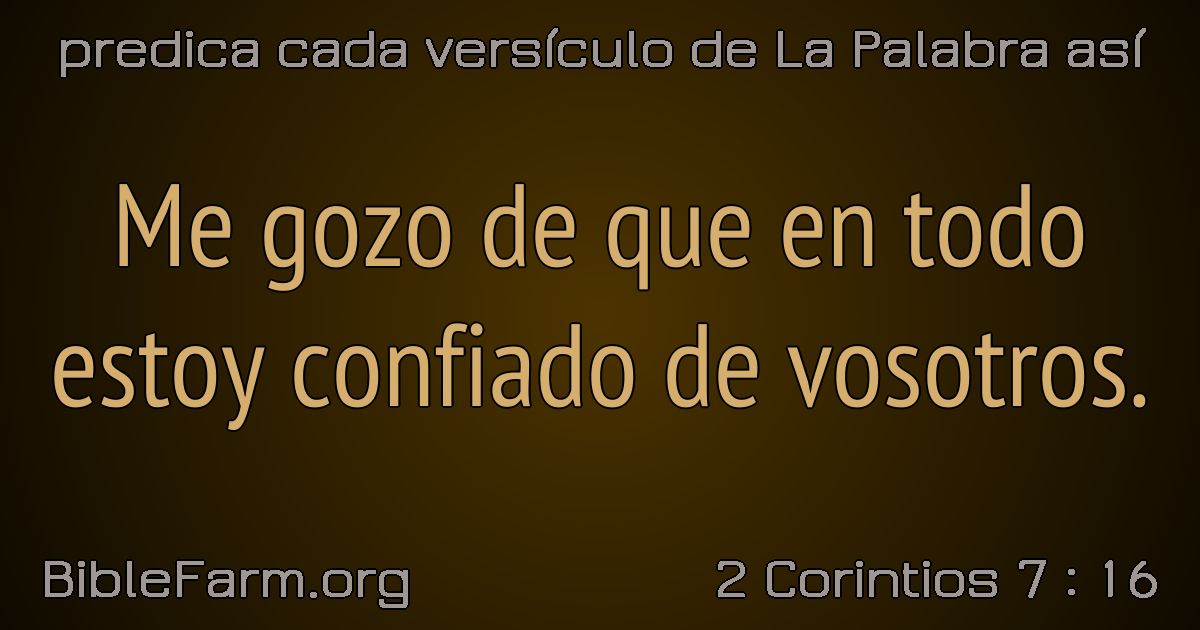 predica cada versículo de La Palabra así
Me gozo de que en todo
estoy confiado de vosotros.
BibleFarm.org
2 Corintios 7 : 16